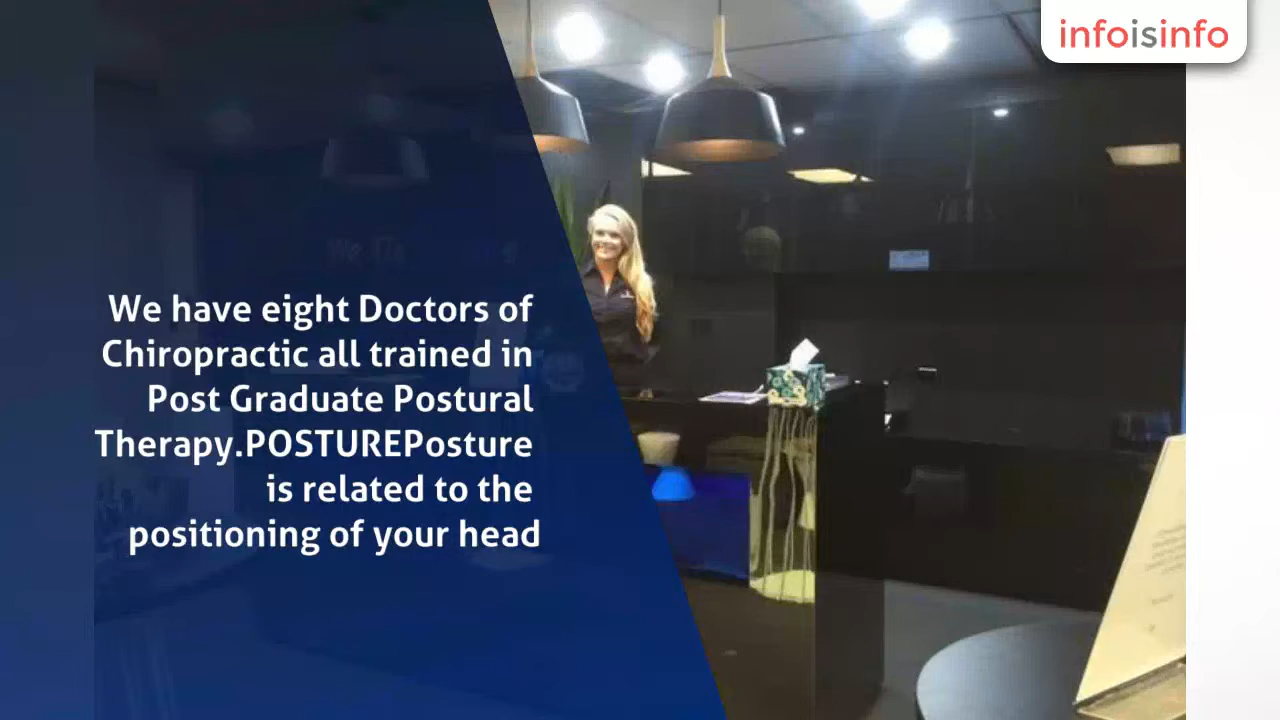 infoisinfo
We have eight Doctors of
Chiropractic all trained in
Post Graduate Postural
Therapy.POSTUREPosture
is related to the
positioning of your head